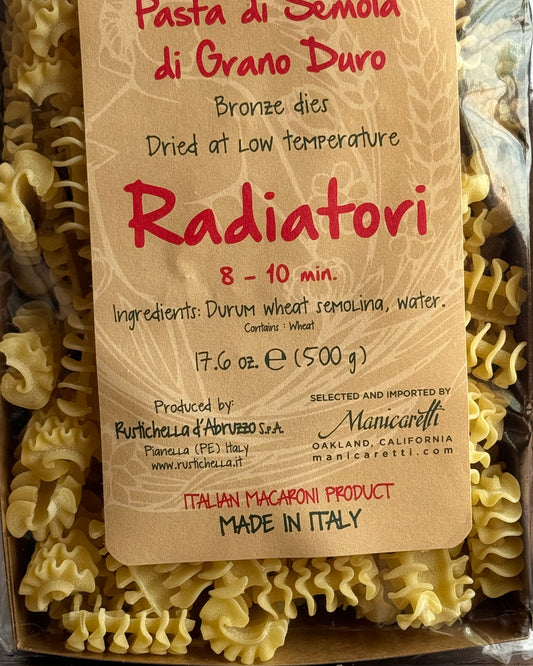 Pasta di Semola
di Grano Duro
Bronze dies
Dried at Low temperature
Radiatori
8 – 10 min.
Ingredients: Durum wheat semolina, water.
Contains : Wheat
17.6 oz. ℮ (500 g)
Produced by:
Rustichella d'Abruzzo S.p.A.
Pianella (PE) Italy
www.rustichella.it
SELECTED AND IMPORTED BY
Manicaretti
OAKLAND, CALIFORNIA
manicaretti.com
ITALIAN MACARONI PRODUCT
MADE IN ITALY